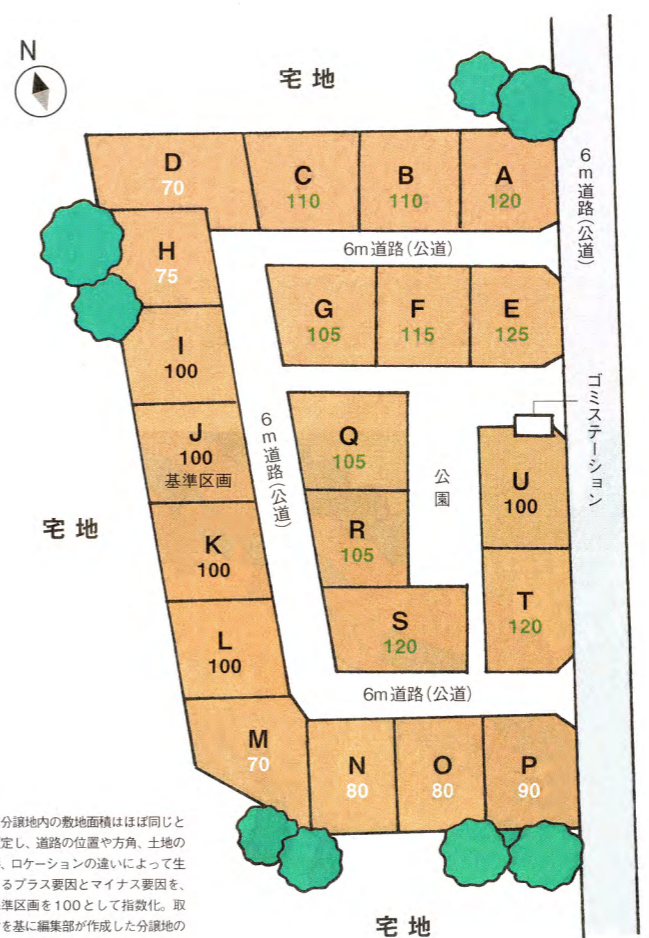 N
宅地
D
70
C
110
B
110
A
120
6m道路(公道)
6m道路(公道)
H
75
G
105
F
115
E
125
I
100
ゴミステーション
J
100
基準区画
6m道路(公道)
Q
105
公園
U
100
宅地
K
100
R
105
L
100
S
120
T
120
6m道路(公道)
M
70
N
80
O
80
P
90
分譲地内の敷地面積はほぼ同じと
定し、道路の位置や方角、土地の
、ロケーションの違いによって生
るプラス要因とマイナス要因を、
準区画を100として指数化。取
を基に編集部が作成した分譲地の
宅地